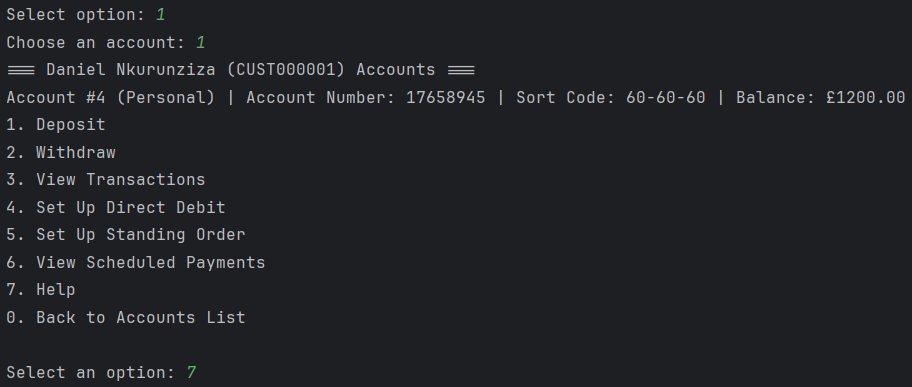 Select option: 1
Choose an account: 1
=== Daniel Nkurunziza (CUST000001) Accounts ===
Account #4 (Personal) | Account Number: 17658945 | Sort Code: 60-60-60 | Balance: £1200.00
1. Deposit
2. Withdraw
3. View Transactions
4. Set Up Direct Debit
5. Set Up Standing Order
6. View Scheduled Payments
7. Help
0. Back to Accounts List
Select an option: 7